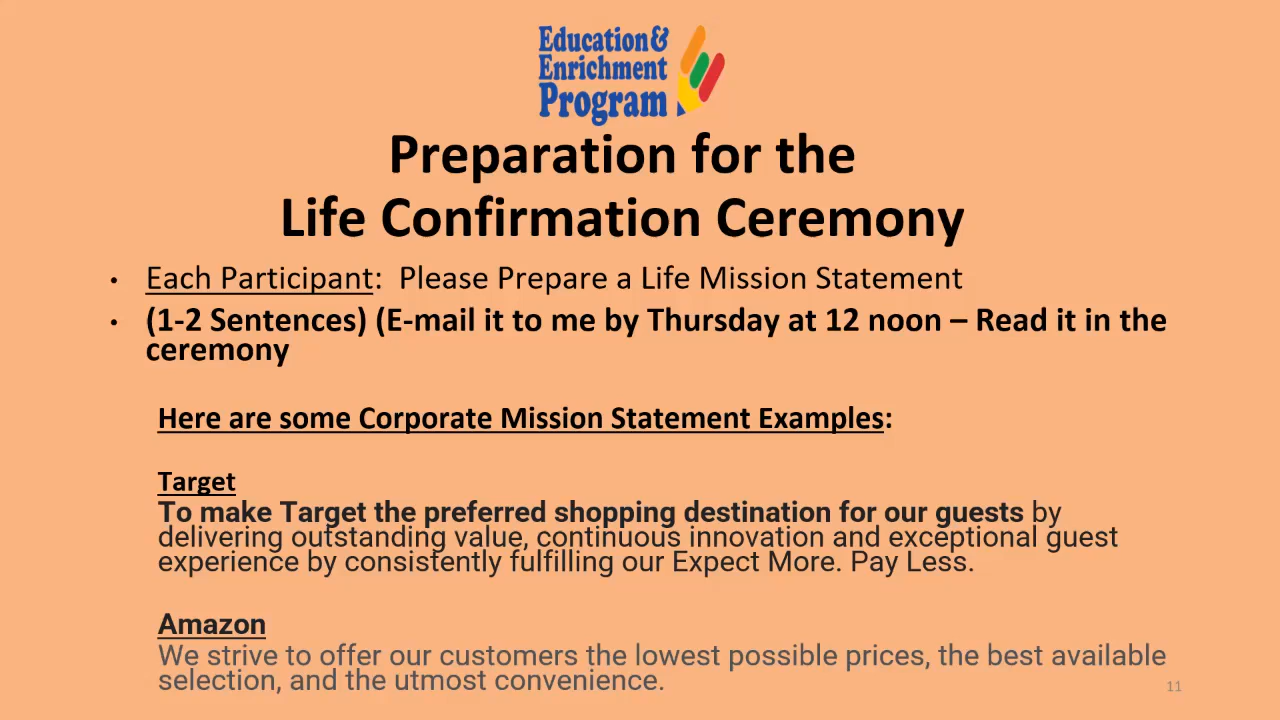 Education&
Enrichment
Program
Preparation for the
Life Confirmation Ceremony
• Each Participant:  Please Prepare a Life Mission Statement
• (1-2 Sentences) (E-mail it to me by Thursday at 12 noon – Read it in the
ceremony
Here are some Corporate Mission Statement Examples:
Target
To make Target the preferred shopping destination for our guests by
delivering outstanding value, continuous innovation and exceptional guest
experience by consistently fulfilling our Expect More. Pay Less.
Amazon
We strive to offer our customers the lowest possible prices, the best available
selection, and the utmost convenience.
11